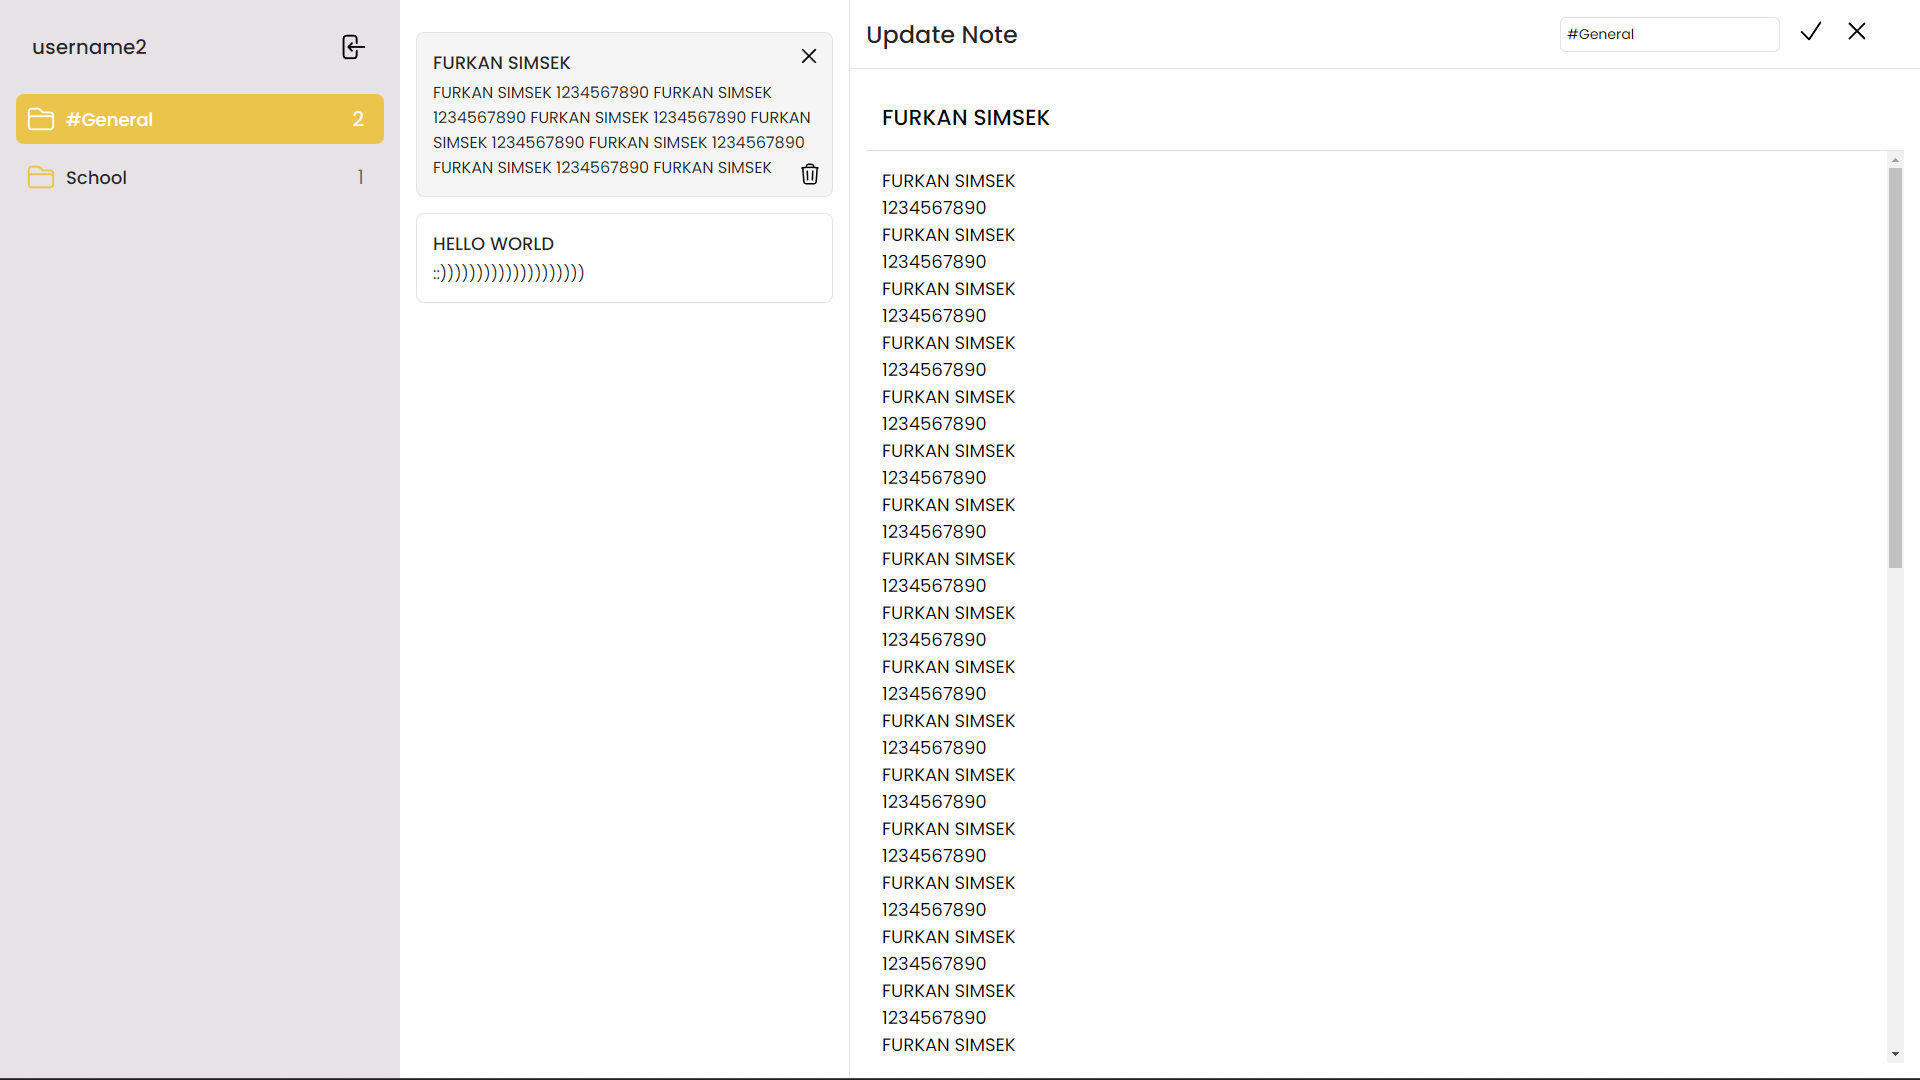 username2
#General 2
School 1
FURKAN SIMSEK
FURKAN SIMSEK 1234567890 FURKAN SIMSEK
1234567890 FURKAN SIMSEK 1234567890 FURKAN
SIMSEK 1234567890 FURKAN SIMSEK 1234567890
FURKAN SIMSEK 1234567890 FURKAN SIMSEK
HELLO WORLD
::))))))))))))))))))))
Update Note
#General
FURKAN SIMSEK
FURKAN SIMSEK
1234567890
FURKAN SIMSEK
1234567890
FURKAN SIMSEK
1234567890
FURKAN SIMSEK
1234567890
FURKAN SIMSEK
1234567890
FURKAN SIMSEK
1234567890
FURKAN SIMSEK
1234567890
FURKAN SIMSEK
1234567890
FURKAN SIMSEK
1234567890
FURKAN SIMSEK
1234567890
FURKAN SIMSEK
1234567890
FURKAN SIMSEK
1234567890
FURKAN SIMSEK
1234567890
FURKAN SIMSEK
1234567890
FURKAN SIMSEK
1234567890
FURKAN SIMSEK
1234567890
FURKAN SIMSEK